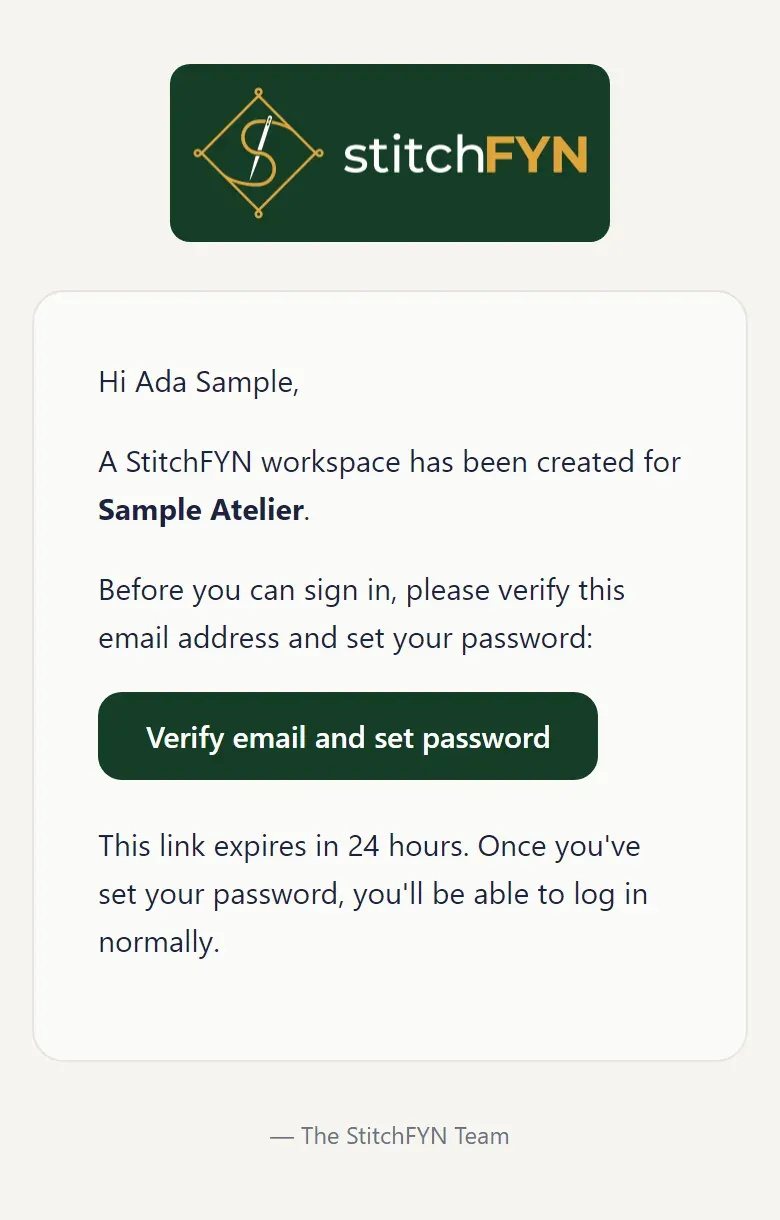 stitchFYN
Hi Ada Sample,
A StitchFYN workspace has been created for
Sample Atelier.
Before you can sign in, please verify this
email address and set your password:
Verify email and set password
This link expires in 24 hours. Once you've
set your password, you'll be able to log in
normally.
— The StitchFYN Team